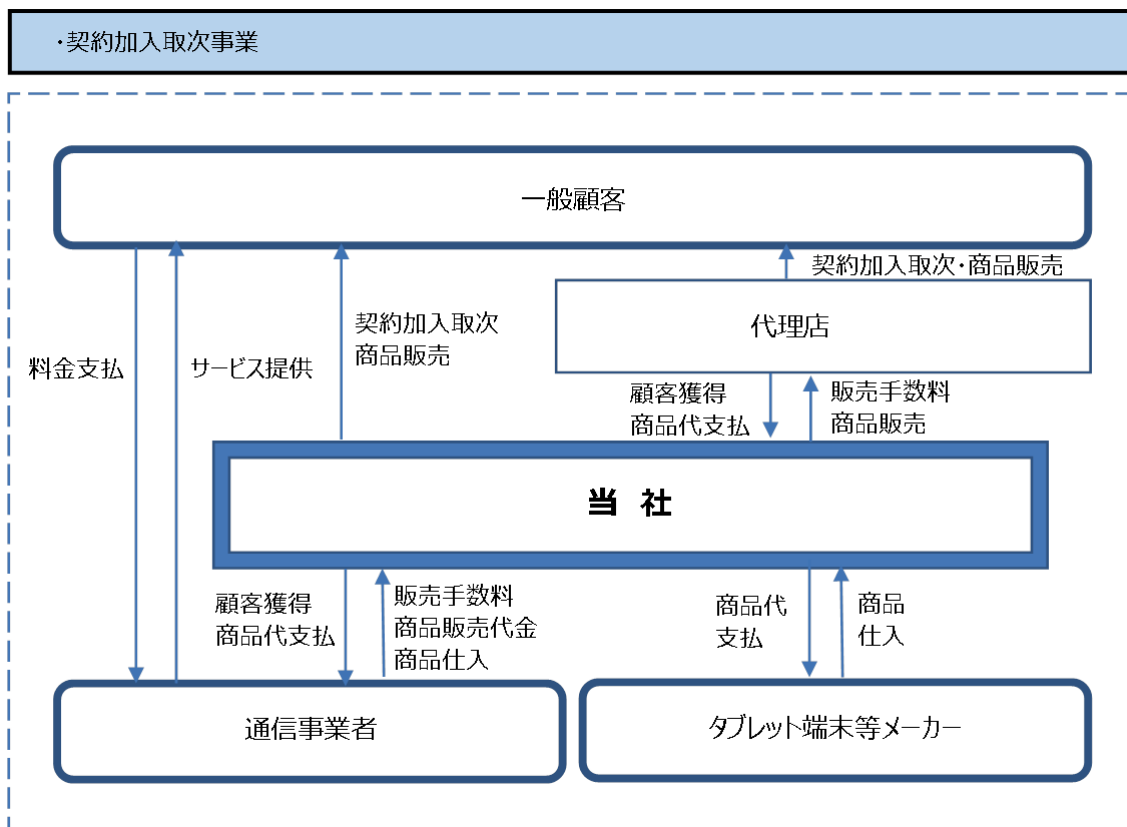 ・契約加入取次事業
一般顧客
契約加入取次・商品販売
代理店
料金支払
サービス提供
契約加入取次
商品販売
顧客獲得
商品代支払
販売手数料
商品販売
当 社
顧客獲得
商品代支払
販売手数料
商品販売代金
商品仕入
商品代
支払
商品
仕入
通信事業者
タブレット端末等メーカー